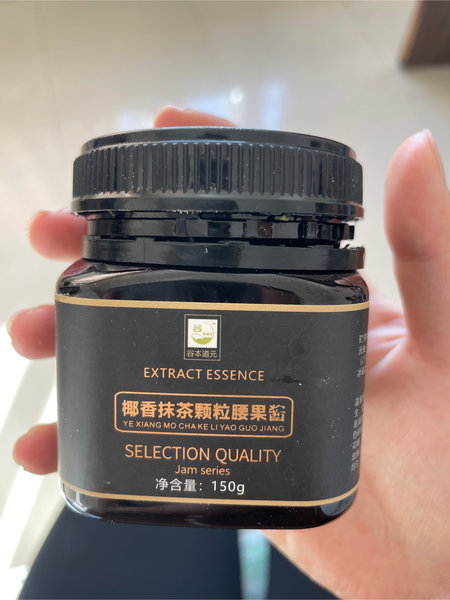 谷本道元
EXTRACT ESSENCE
椰香抹茶颗粒腰果酱
YE XIANG MO CHA KE LI YAO GUO JIANG
SELECTION QUALITY
Jam series
净含量：150g